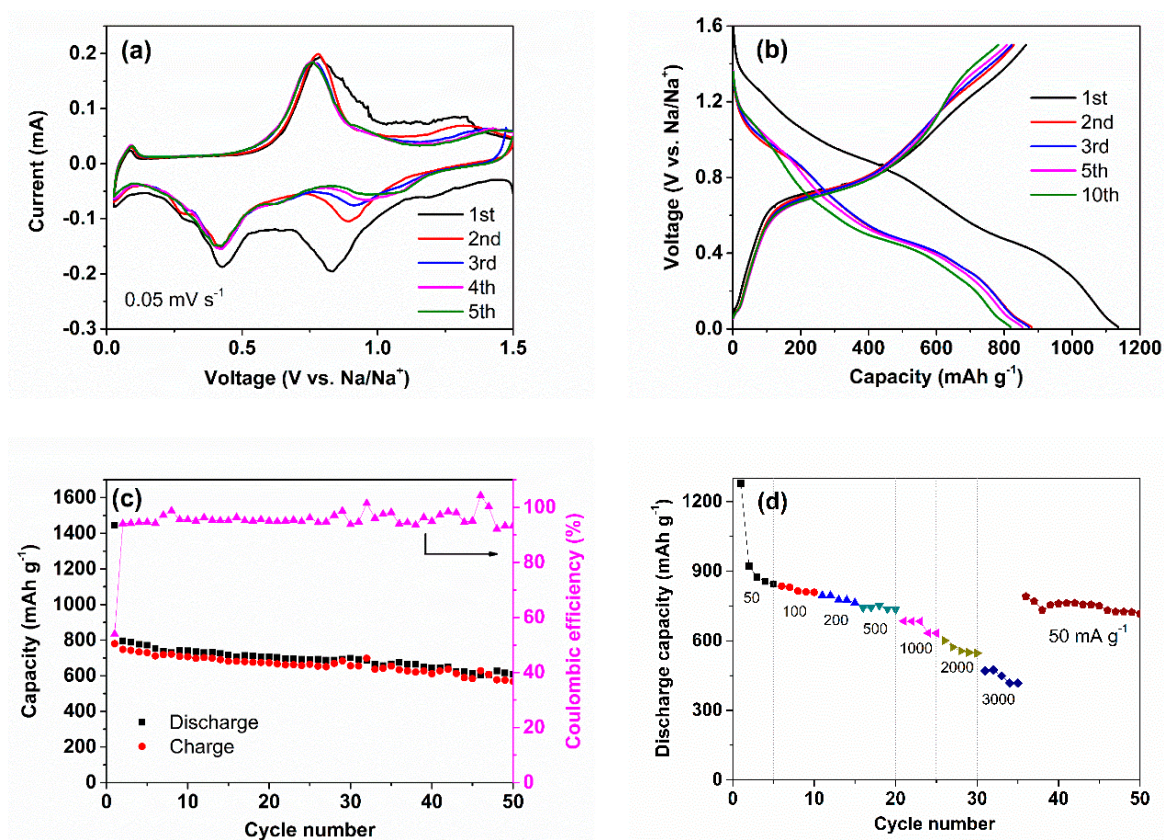 (a)
0.2
0.1
0.0
-0.1
-0.2
-0.3
Current (mA)
1st
2nd
3rd
4th
5th
0.05 mV s⁻¹
0.0 0.5 1.0 1.5
Voltage (V vs. Na/Na⁺)
(b)
1.6
1.2
0.8
0.4
0.0
Voltage (V vs. Na/Na⁺)
1st
2nd
3rd
5th
10th
0 200 400 600 800 1000 1200
Capacity (mAh g⁻¹)
(c)
1600
1400
1200
1000
800
600
400
200
0
Capacity (mAh g⁻¹)
Discharge
Charge
100
80
60
40
20
0
Coulombic efficiency (%)
0 10 20 30 40 50
Cycle number
(d)
1200
900
600
300
0
Discharge capacity (mAh g⁻¹)
50
100
200
500
1000
2000
3000
50 mA g⁻¹
0 10 20 30 40 50
Cycle number